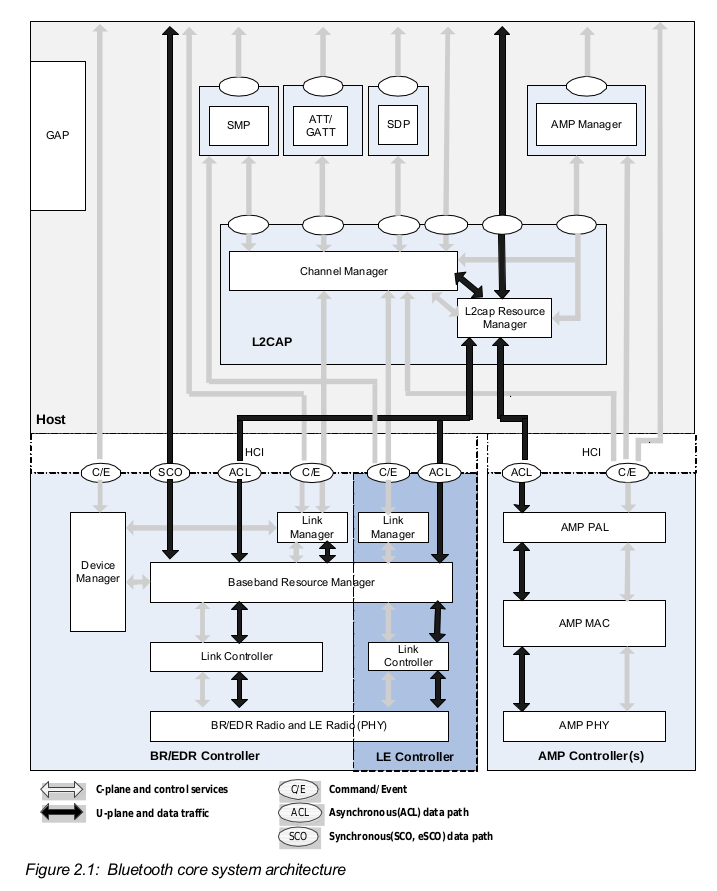 GAP
SMP
ATT/
GATT
SDP
AMP Manager
Channel Manager
L2cap Resource
Manager
L2CAP
Host
HCI
HCI
C/E
SCO
ACL
C/E
C/E
ACL
ACL
C/E
Device
Manager
Link
Manager
Link
Manager
AMP PAL
Baseband Resource Manager
AMP MAC
Link Controller
Link
Controller
BR/EDR Radio and LE Radio (PHY)
AMP PHY
BR/EDR Controller
LE Controller
AMP Controller(s)
C-plane and control services
C/E
Command/Event
U-plane and data traffic
ACL
Asynchronous(ACL) data path
SCO
Synchronous(SCO, eSCO) data path
Figure 2.1: Bluetooth core system architecture